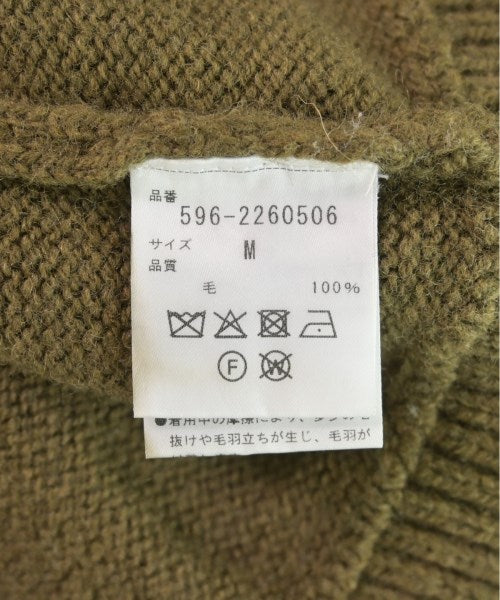 品番
596-2260506
サイズ M
品質
毛 100%
F W
●着用中の摩擦により、
抜けや毛羽立ちが生じ、毛羽が